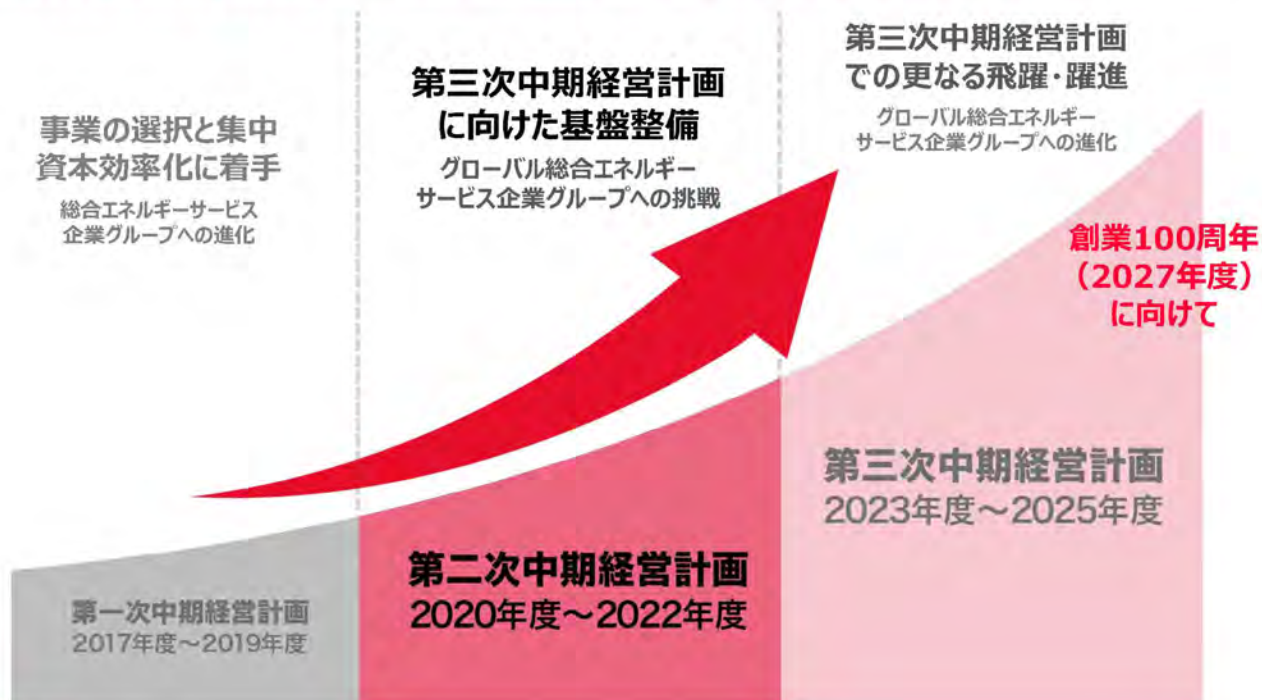 事業の選択と集中
資本効率化に着手
総合エネルギーサービス
企業グループへの進化
第三次中期経営計画
に向けた基盤整備
グローバル総合エネルギー
サービス企業グループへの挑戦
第三次中期経営計画
での更なる飛躍・躍進
グローバル総合エネルギー
サービス企業グループへの進化
創業100周年
（2027年度）
に向けて
第一次中期経営計画
2017年度～2019年度
第二次中期経営計画
2020年度～2022年度
第三次中期経営計画
2023年度～2025年度